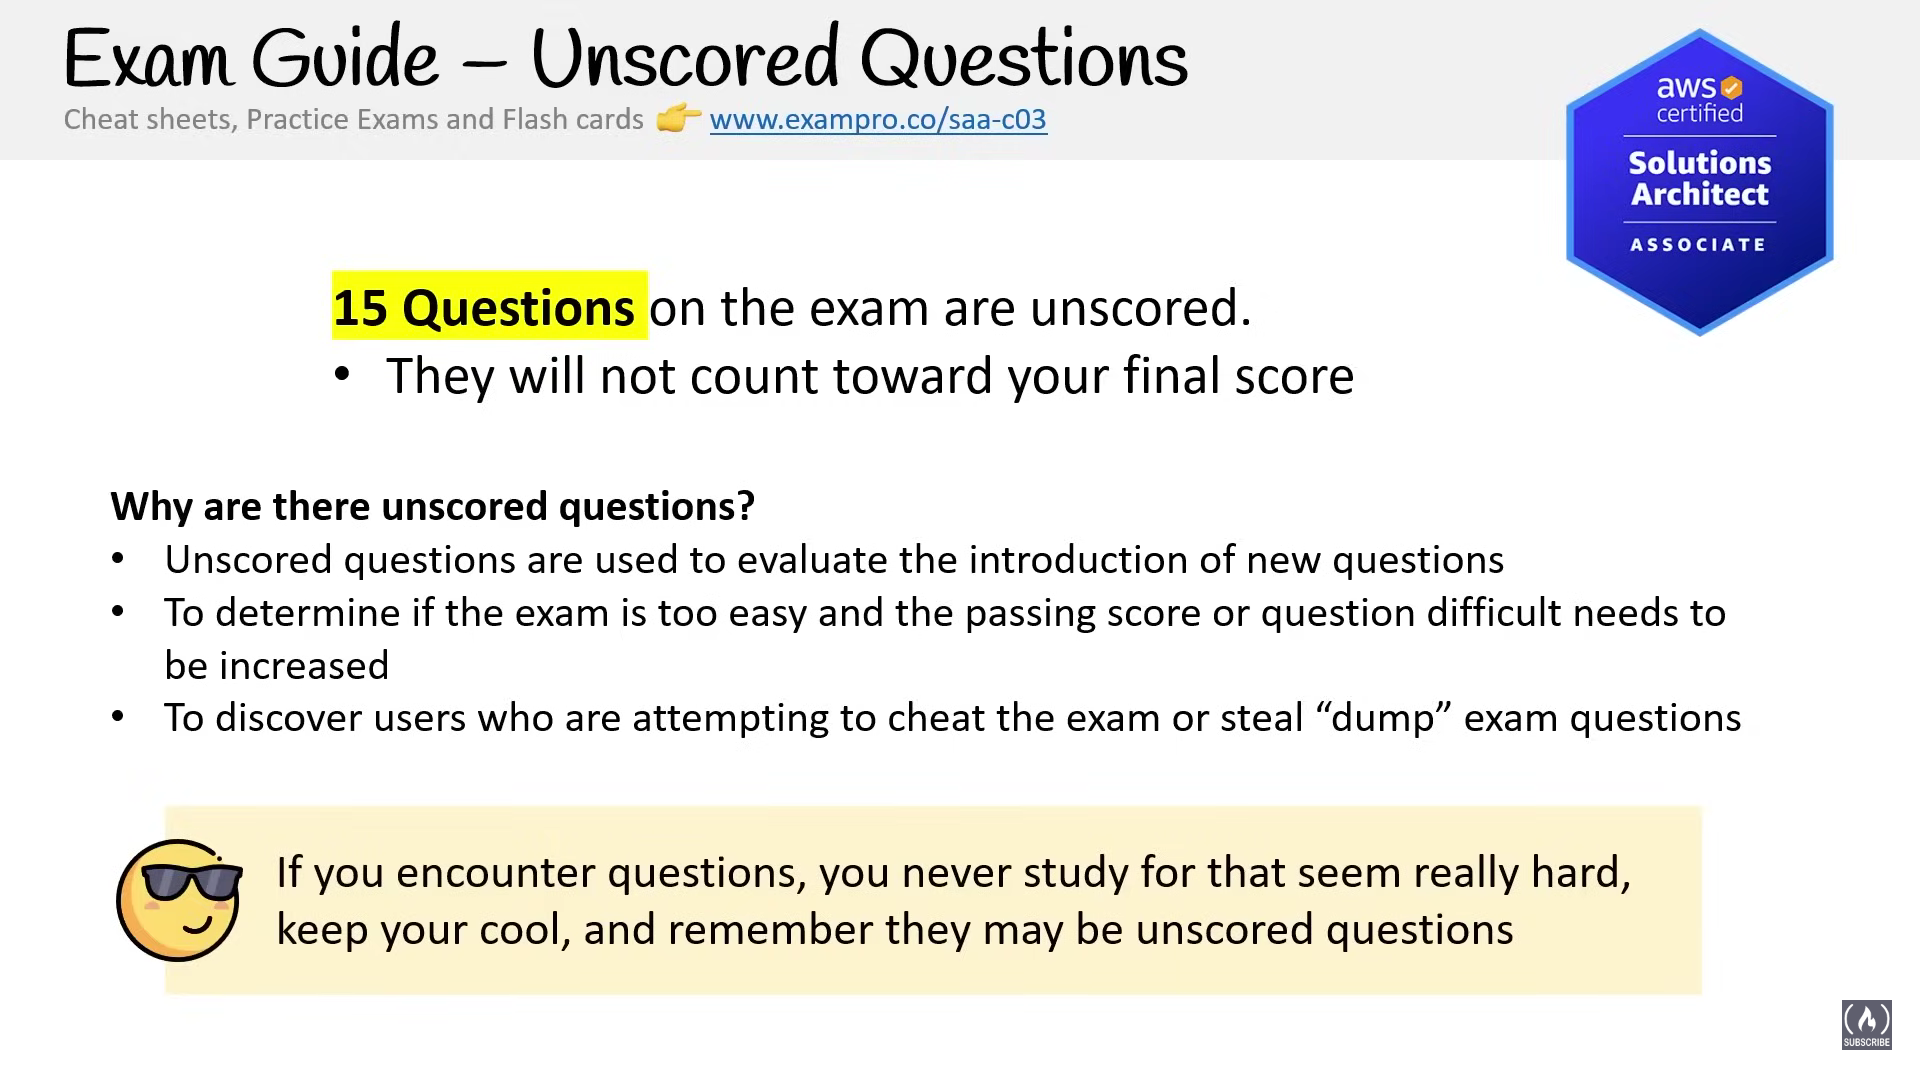 Exam Guide – Unscored Questions
Cheat sheets, Practice Exams and Flash cards 👉 www.exampro.co/saa-c03
aws
certified
Solutions
Architect
ASSOCIATE
15 Questions on the exam are unscored.
• They will not count toward your final score
Why are there unscored questions?
• Unscored questions are used to evaluate the introduction of new questions
• To determine if the exam is too easy and the passing score or question difficult needs to
be increased
• To discover users who are attempting to cheat the exam or steal “dump” exam questions
If you encounter questions, you never study for that seem really hard,
keep your cool, and remember they may be unscored questions
SUBSCRIBE